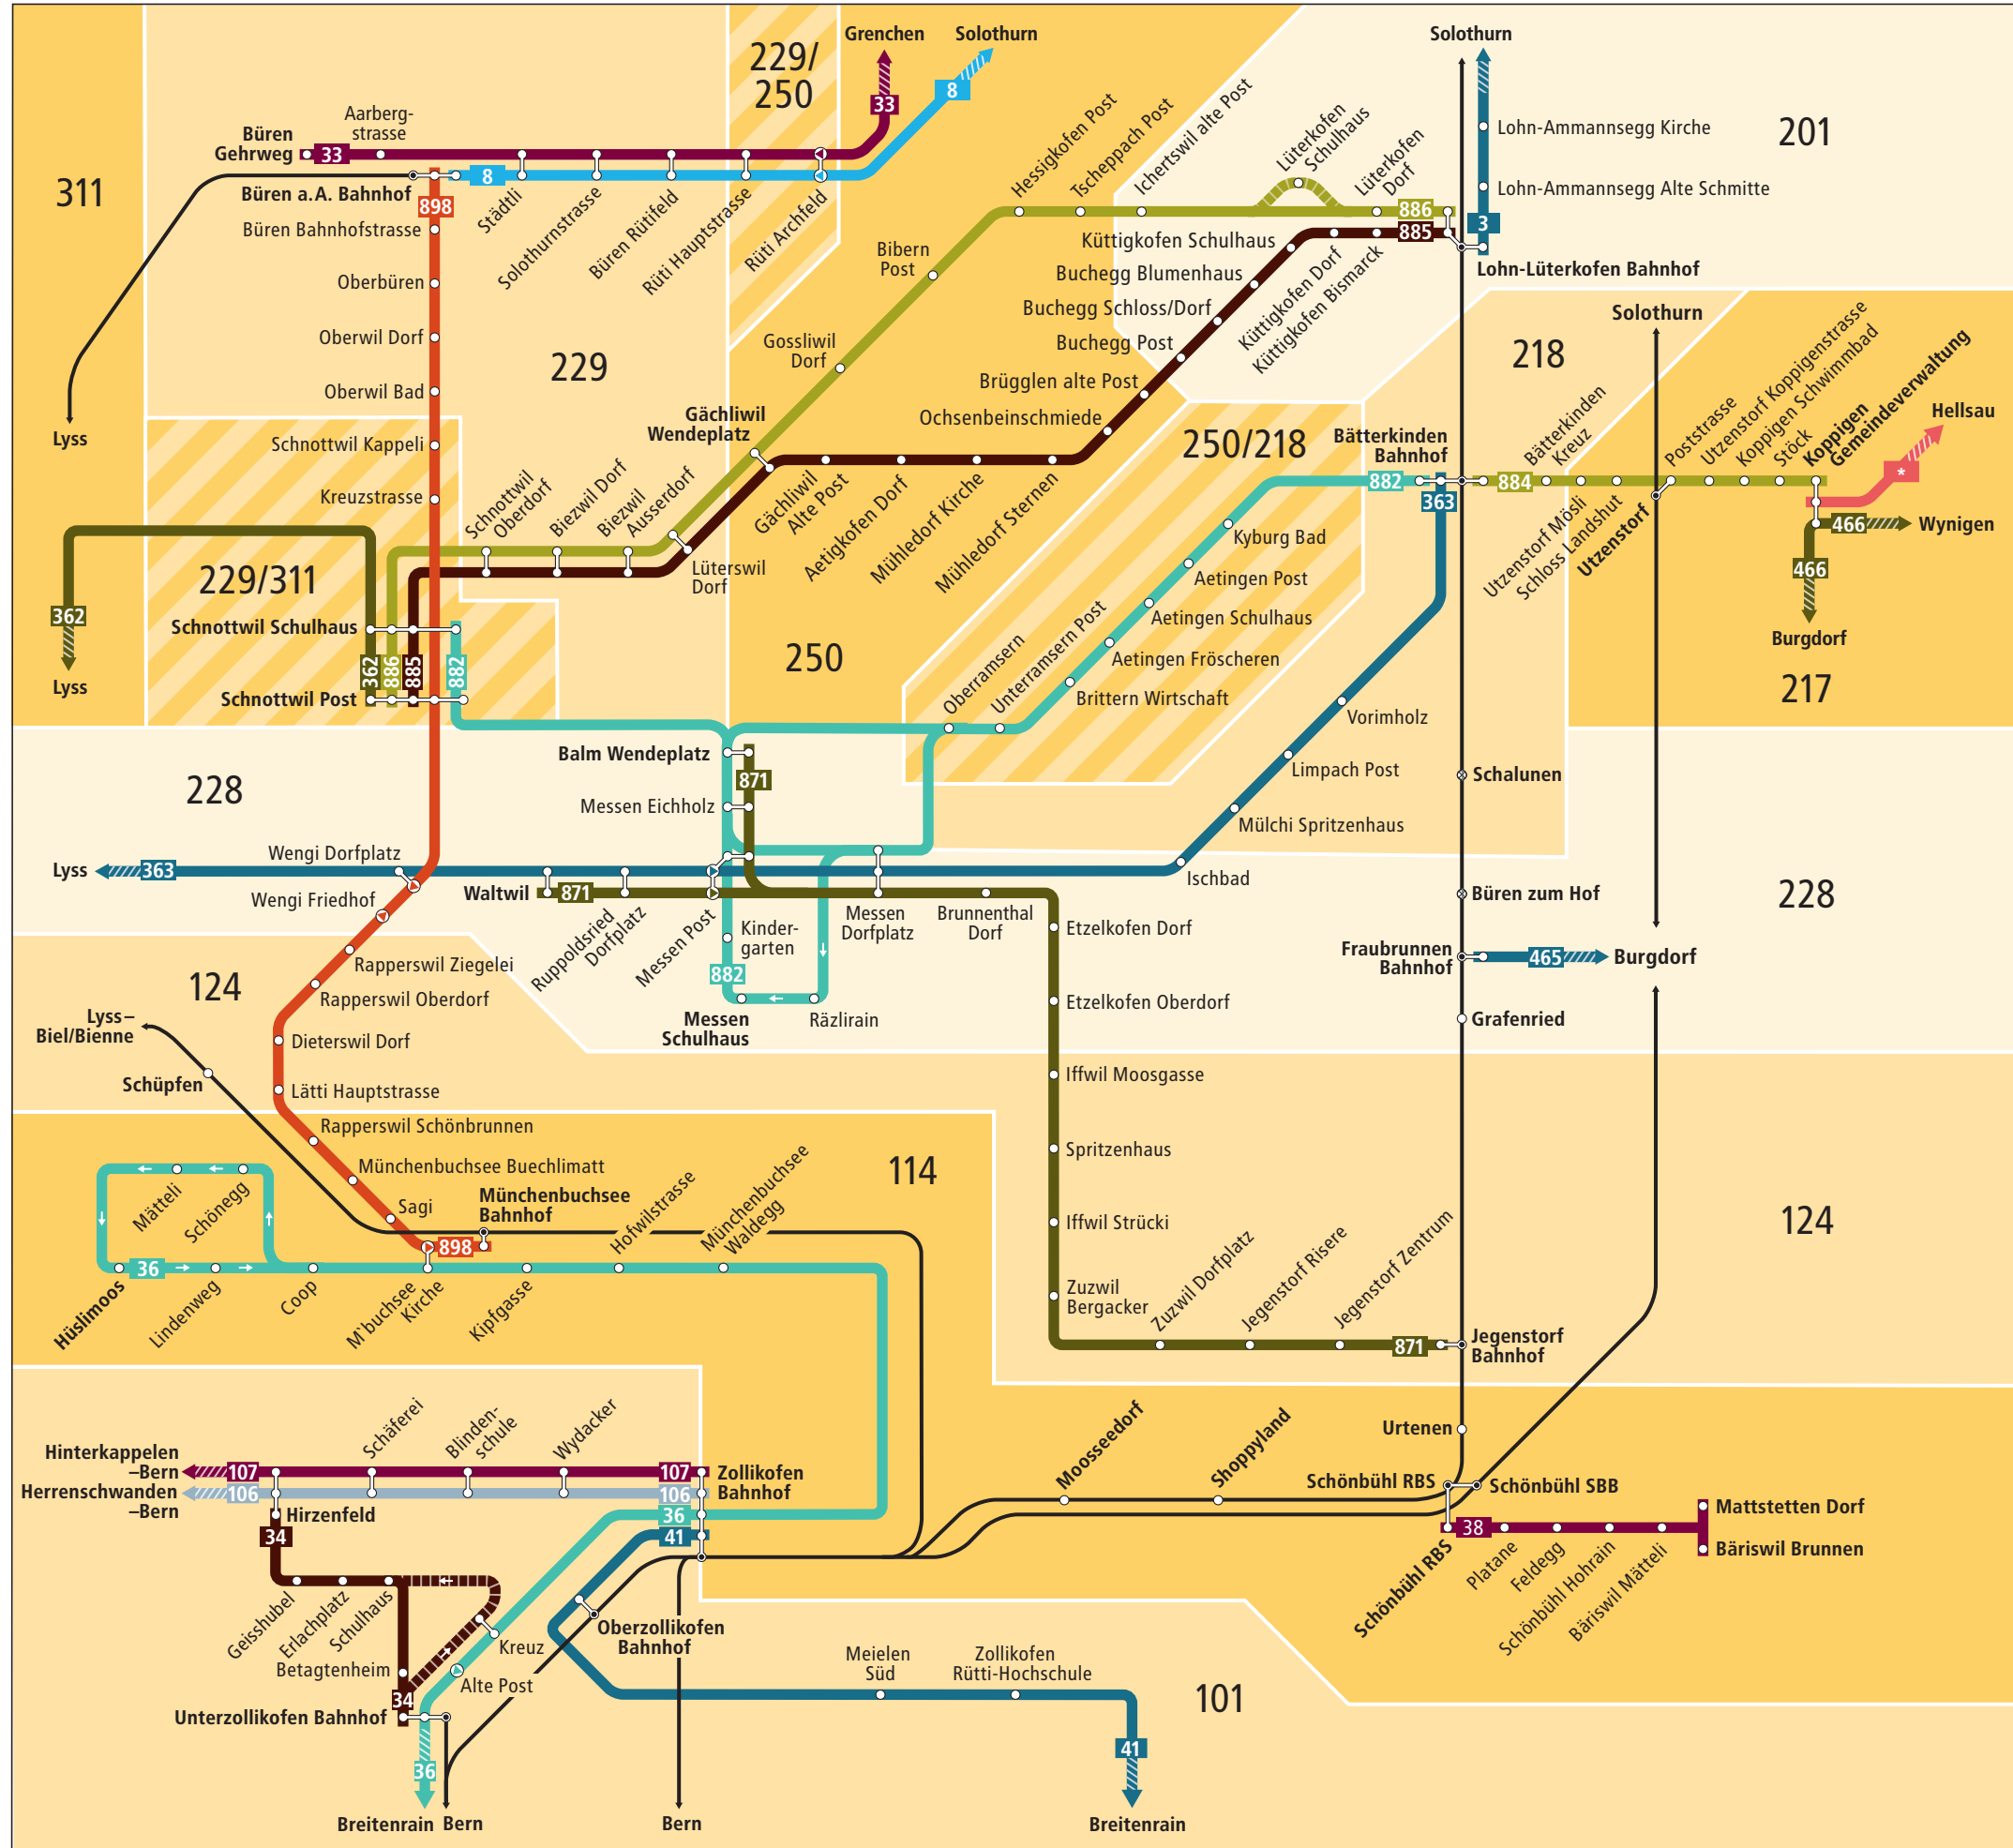 Grenchen
Solothurn
Solothurn
229/
250
33
8
201
Aarberg-
strasse
Büren
Gehrweg
33
Lohn-Ammannsegg Kirche
311
Büren a.A. Bahnhof
8
898
Städtli
Solothurnstrasse
Büren Rütifeld
Rüti Hauptstrasse
Rüti Archfeld
Hessigkofen Post
Tscheppach Post
Ichertswil alte Post
Lüterkofen
Schulhaus
Lüterkofen
Dorf
886
885
3
Lohn-Ammannsegg Alte Schmitte
Büren Bahnhofstrasse
Bibern
Post
Küttigkofen Schulhaus
Lohn-Lüterkofen Bahnhof
Oberbüren
Buchegg Blumenhaus
Buchegg Schloss/Dorf
Küttigkofen Dorf
Küttigkofen Bismarck
Oberwil Dorf
229
Gossliwil
Dorf
Buchegg Post
Solothurn
218
Oberwil Bad
Brügglen alte Post
Lyss
Gächliwil
Wendeplatz
Ochsenbeinschmiede
250/218
Bätterkinden
Bahnhof
Bätterkinden
Kreuz
Poststrasse
Utzenstorf Koppigenstrasse
Koppigen Schwimmbad
Stöck
Koppigen
Gemeindeverwaltung
Hellsau
*
Schnottwil Kappeli
Kreuzstrasse
882
363
884
Schnottwil
Oberdorf
Biezwil Dorf
Biezwil
Ausserdorf
Gächliwil
Alte Post
Aetigkofen Dorf
Mühledorf Kirche
Mühledorf Sternen
Kyburg Bad
Utzenstorf Mösli
Schloss Landshut
Utzenstorf
466
Wynigen
466
Burgdorf
217
229/311
Lüterswil
Dorf
Aetingen Post
362
Lyss
Schnottwil Schulhaus
Aetingen Schulhaus
Aetingen Fröscheren
250
362
886
885
882
Oberramsern
Unterramsern Post
Brittern Wirtschaft
Schnottwil Post
Vorimholz
Balm Wendeplatz
871
Limpach Post
Schalunen
228
Messen Eichholz
Mülchi Spritzenhaus
Wengi Dorfplatz
Lyss
363
Ischbad
Waltwil
871
Büren zum Hof
228
Wengi Friedhof
Ruppoldsried
Dorfplatz
Messen Post
Kinder-
garten
Messen
Dorfplatz
Brunnenthal
Dorf
Etzelkofen Dorf
Fraubrunnen
Bahnhof
465
Burgdorf
Rapperswil Ziegelei
882
124
Rapperswil Oberdorf
Etzelkofen Oberdorf
Messen
Schulhaus
Räzlirain
Grafenried
Lyss–
Biel/Bienne
Dieterswil Dorf
Schüpfen
Lätti Hauptstrasse
Iffwil Moosgasse
Rapperswil Schönbrunnen
Spritzenhaus
Münchenbuchsee Buechlimatt
114
Mätteli
Schönegg
Sagi
Münchenbuchsee
Bahnhof
898
Hofwilstrasse
Münchenbuchsee
Waldegg
Iffwil Strücki
124
36
Hüslimoos
Lindenweg
Coop
M`buchsee
Kirche
Kipfgasse
Zuzwil
Bergacker
Zuzwil Dorfplatz
Jegenstorf Risere
Jegenstorf Zentrum
871
Jegenstorf
Bahnhof
Urtenen
Hinterkappelen
–Bern
107
Schäferei
Blinden-
schule
Wydacker
107
Zollikofen
Bahnhof
Moosseedorf
Shoppyland
Schönbühl RBS
Schönbühl SBB
Herrenschwanden
–Bern
106
106
Hirzenfeld
36
34
41
Mattstetten Dorf
38
Bäriswil Brunnen
Schönbühl RBS
Platane
Feldegg
Schönbühl Hohrain
Bäriswil Mätteli
Geisshubel
Erlachplatz
Schulhaus
Kreuz
Oberzollikofen
Bahnhof
Betagtenheim
Alte Post
Meielen
Süd
Zollikofen
Rütti-Hochschule
34
Unterzollikofen Bahnhof
101
36
41
Breitenrain
Bern
Bern
Breitenrain